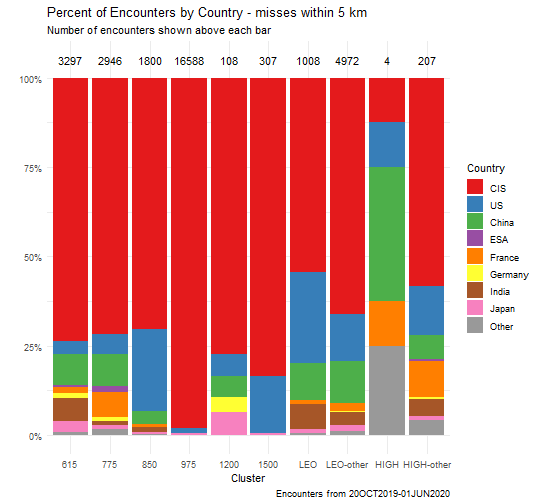 Percent of Encounters by Country - misses within 5 km
Number of encounters shown above each bar
3297 2946 1800 16588 108 307 1008 4972 4 207
100%
75%
50%
25%
0%
615 775 850 975 1200 1500 LEO LEO-other HIGH HIGH-other
Cluster
Country
CIS
US
China
ESA
France
Germany
India
Japan
Other
Encounters from 20OCT2019-01JUN2020